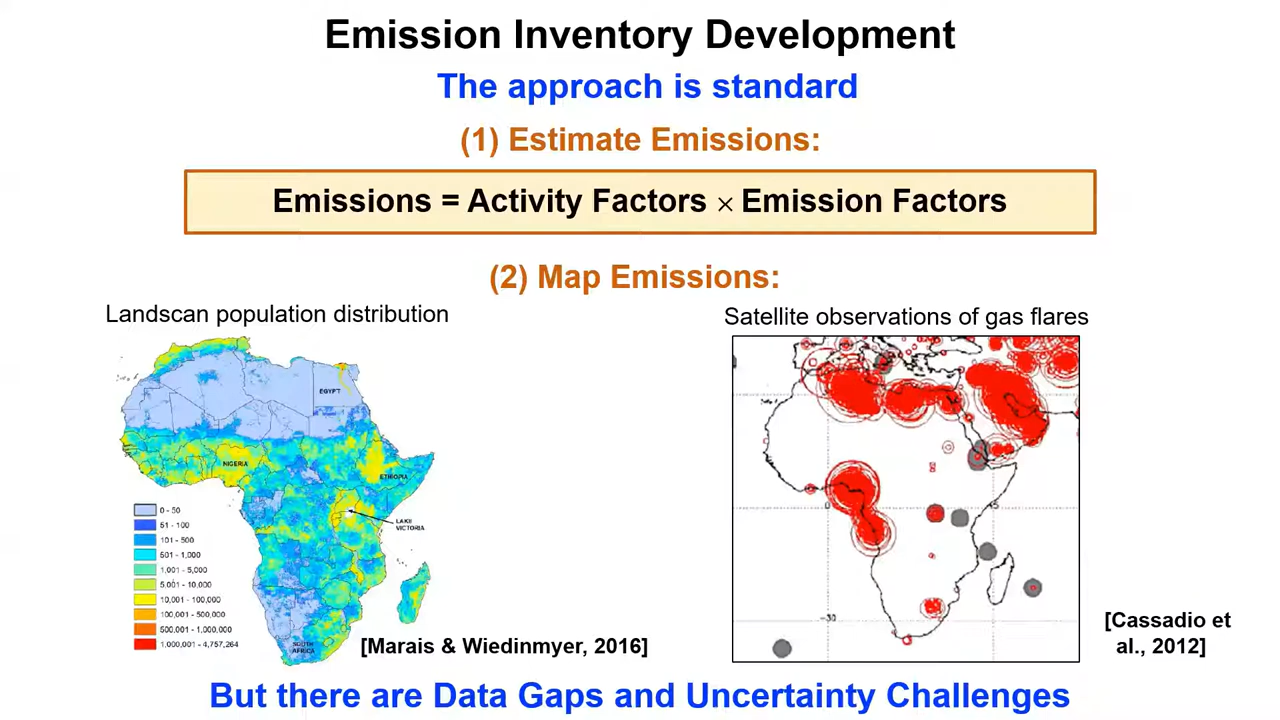 Emission Inventory Development
The approach is standard
(1) Estimate Emissions:
Emissions = Activity Factors × Emission Factors
(2) Map Emissions:
Landscan population distribution
EGYPT
NIGERIA
ETHIOPIA
LAKE
VICTORIA
SOUTH
AFRICA
0 - 50
51 - 100
101 - 500
501 - 1,000
1,001 - 5,000
5,001 - 10,000
10,001 - 100,000
100,001 - 500,000
500,001 - 1,000,000
1,000,001 - 4,757,264
[Marais & Wiedinmyer, 2016]
Satellite observations of gas flares
0
45
-30
[Cassadio et
al., 2012]
But there are Data Gaps and Uncertainty Challenges